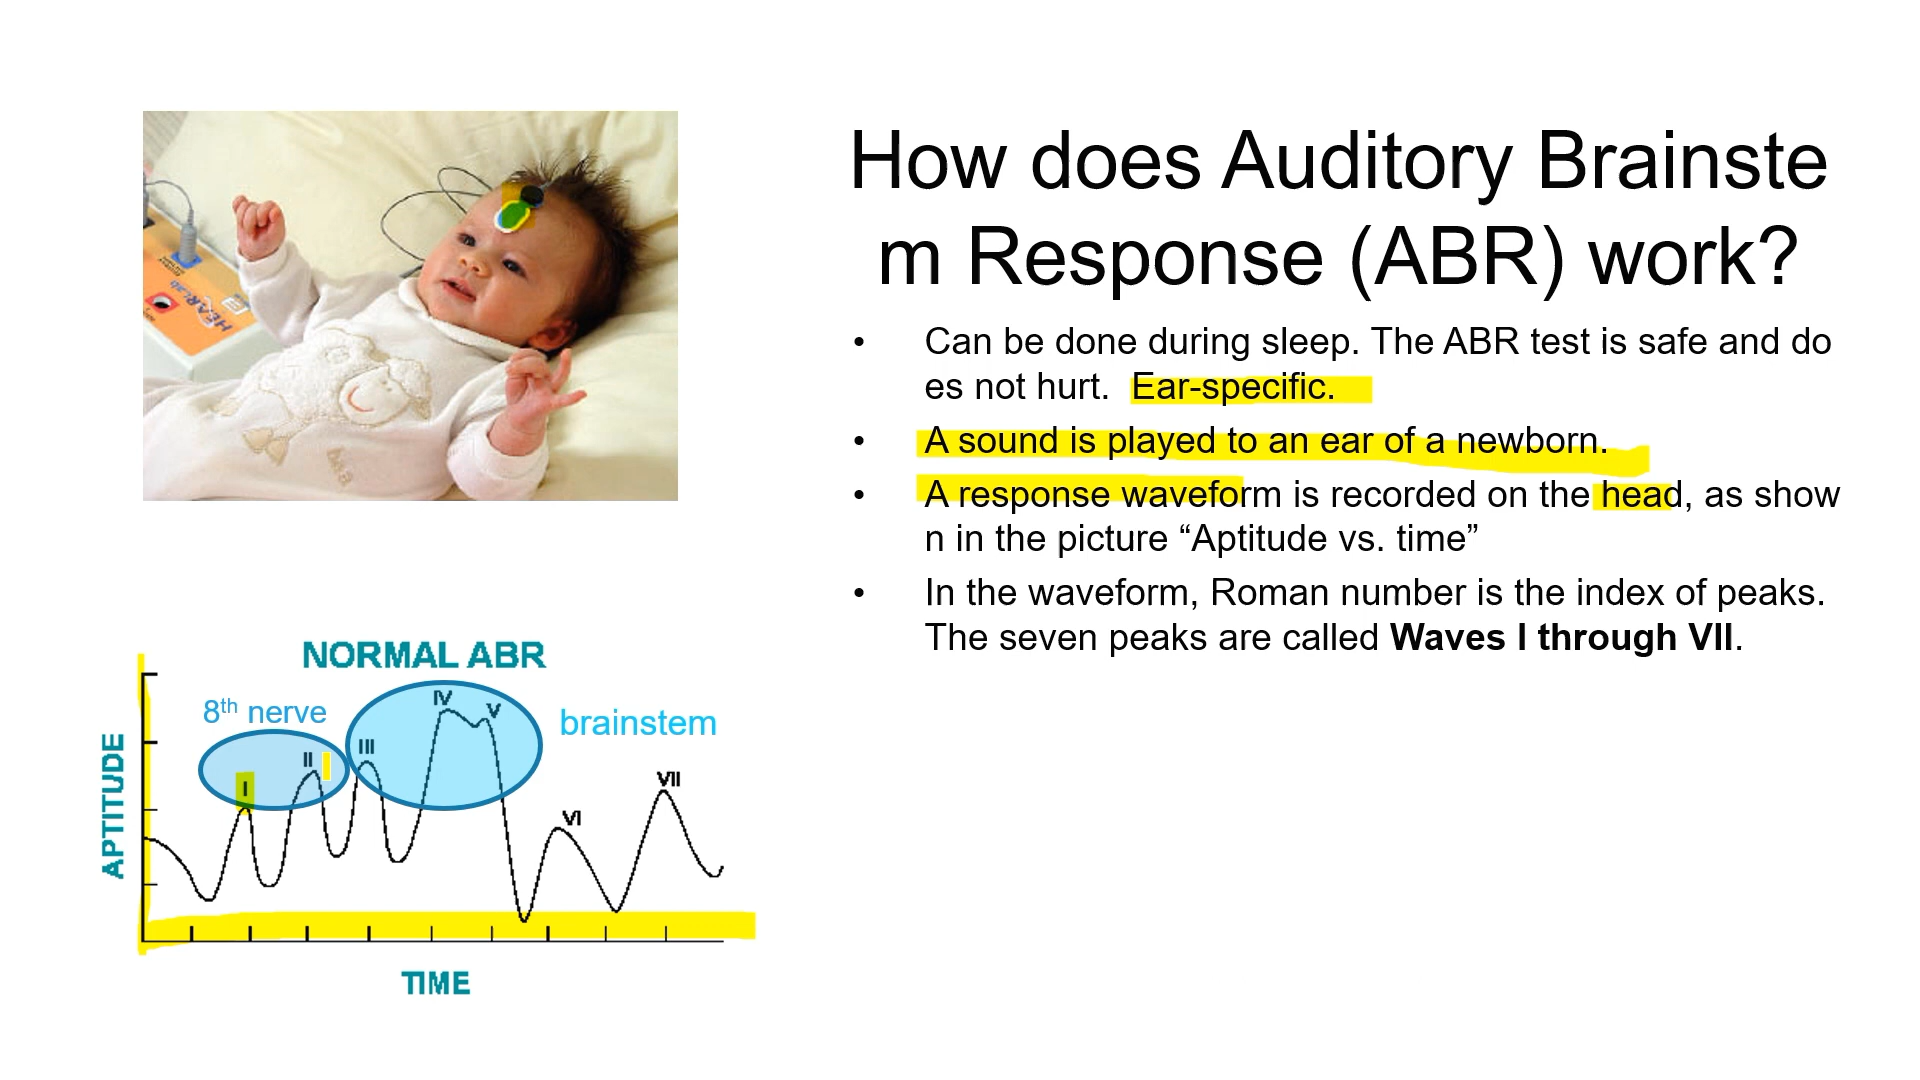 How does Auditory Brainste
m Response (ABR) work?
• Can be done during sleep. The ABR test is safe and do
es not hurt. Ear-specific.
• A sound is played to an ear of a newborn.
• A response waveform is recorded on the head, as show
n in the picture “Aptitude vs. time”
• In the waveform, Roman number is the index of peaks.
The seven peaks are called Waves I through VII.
NORMAL ABR
8th nerve
brainstem
I
II
III
IV
V
VI
VII
APTITUDE
TIME